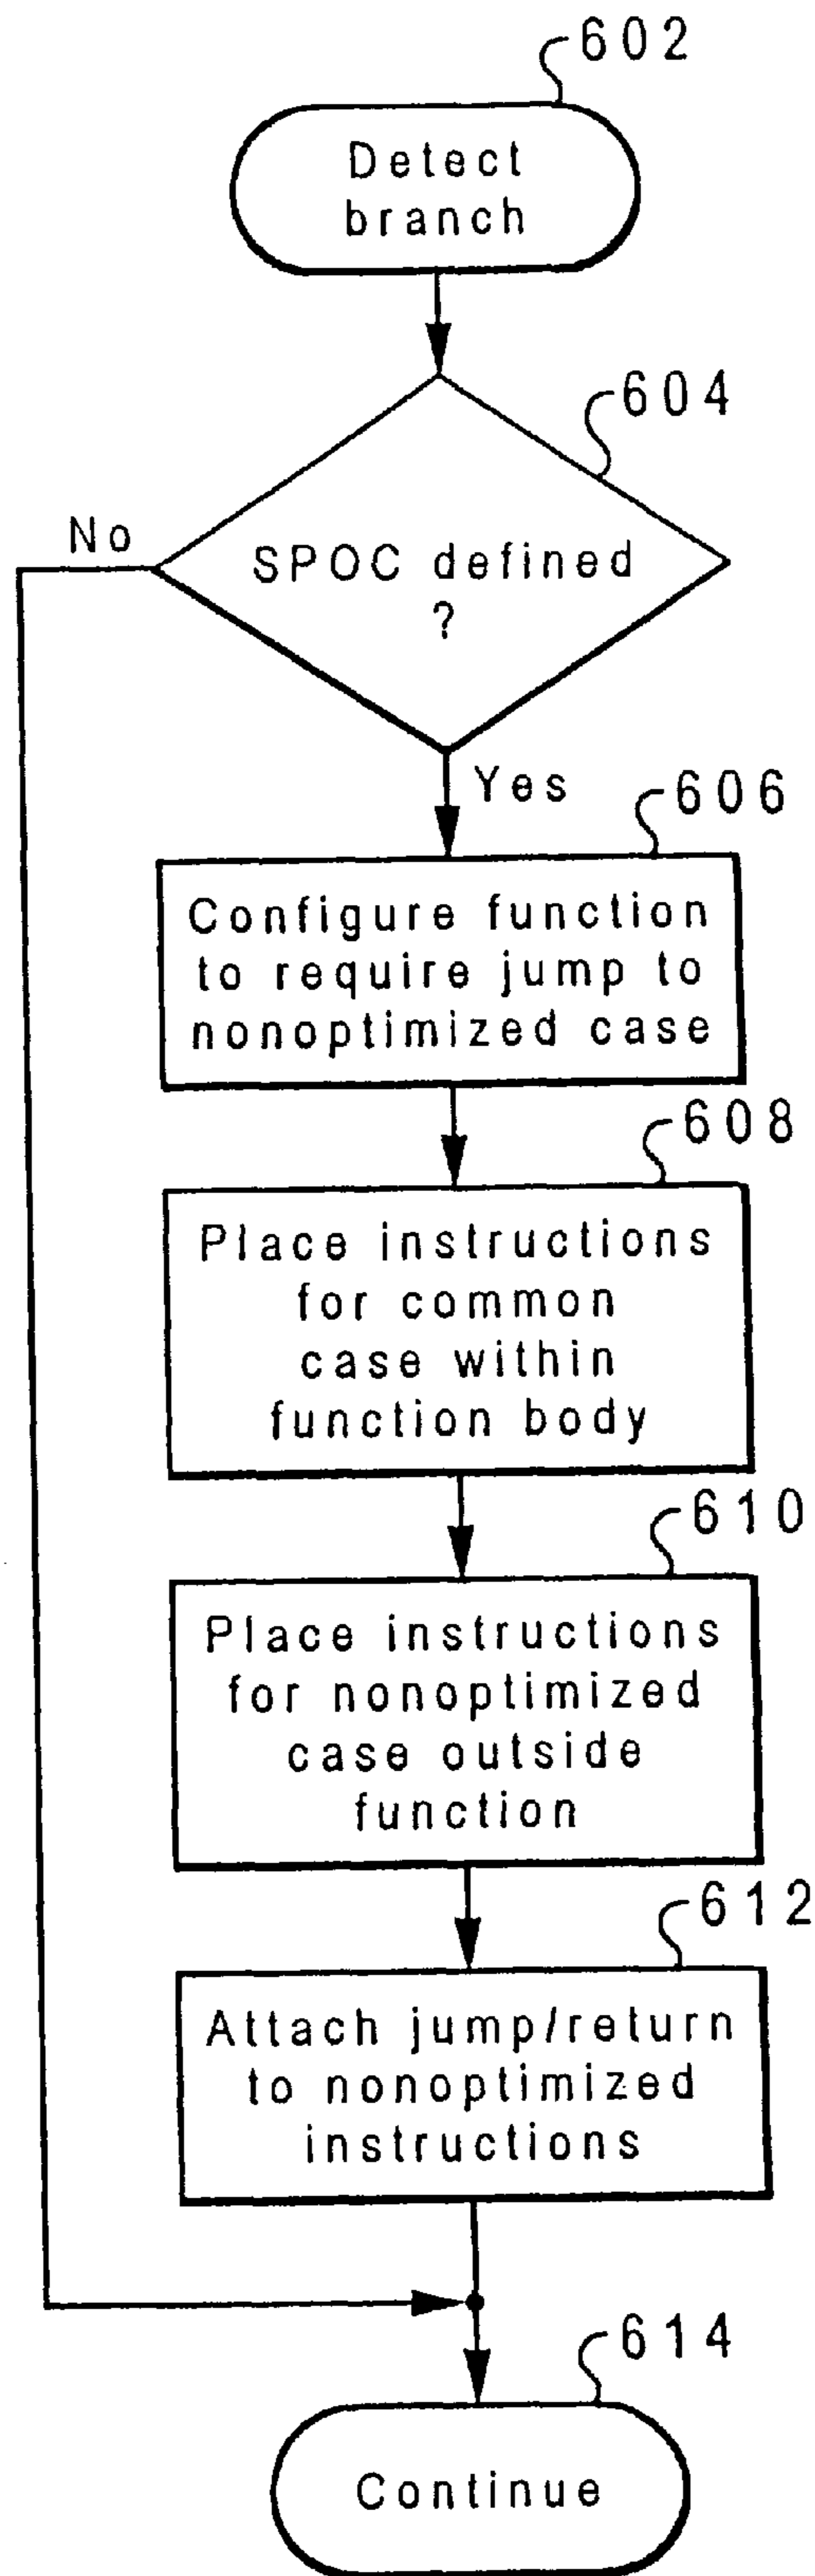 602
Detect
branch
604
No
SPOC defined
?
Yes
606
Configure function
to require jump to
nonoptimized case
608
Place instructions
for common
case within
function body
610
Place instructions
for nonoptimized
case outside
function
612
Attach jump/return
to nonoptimized
instructions
614
Continue